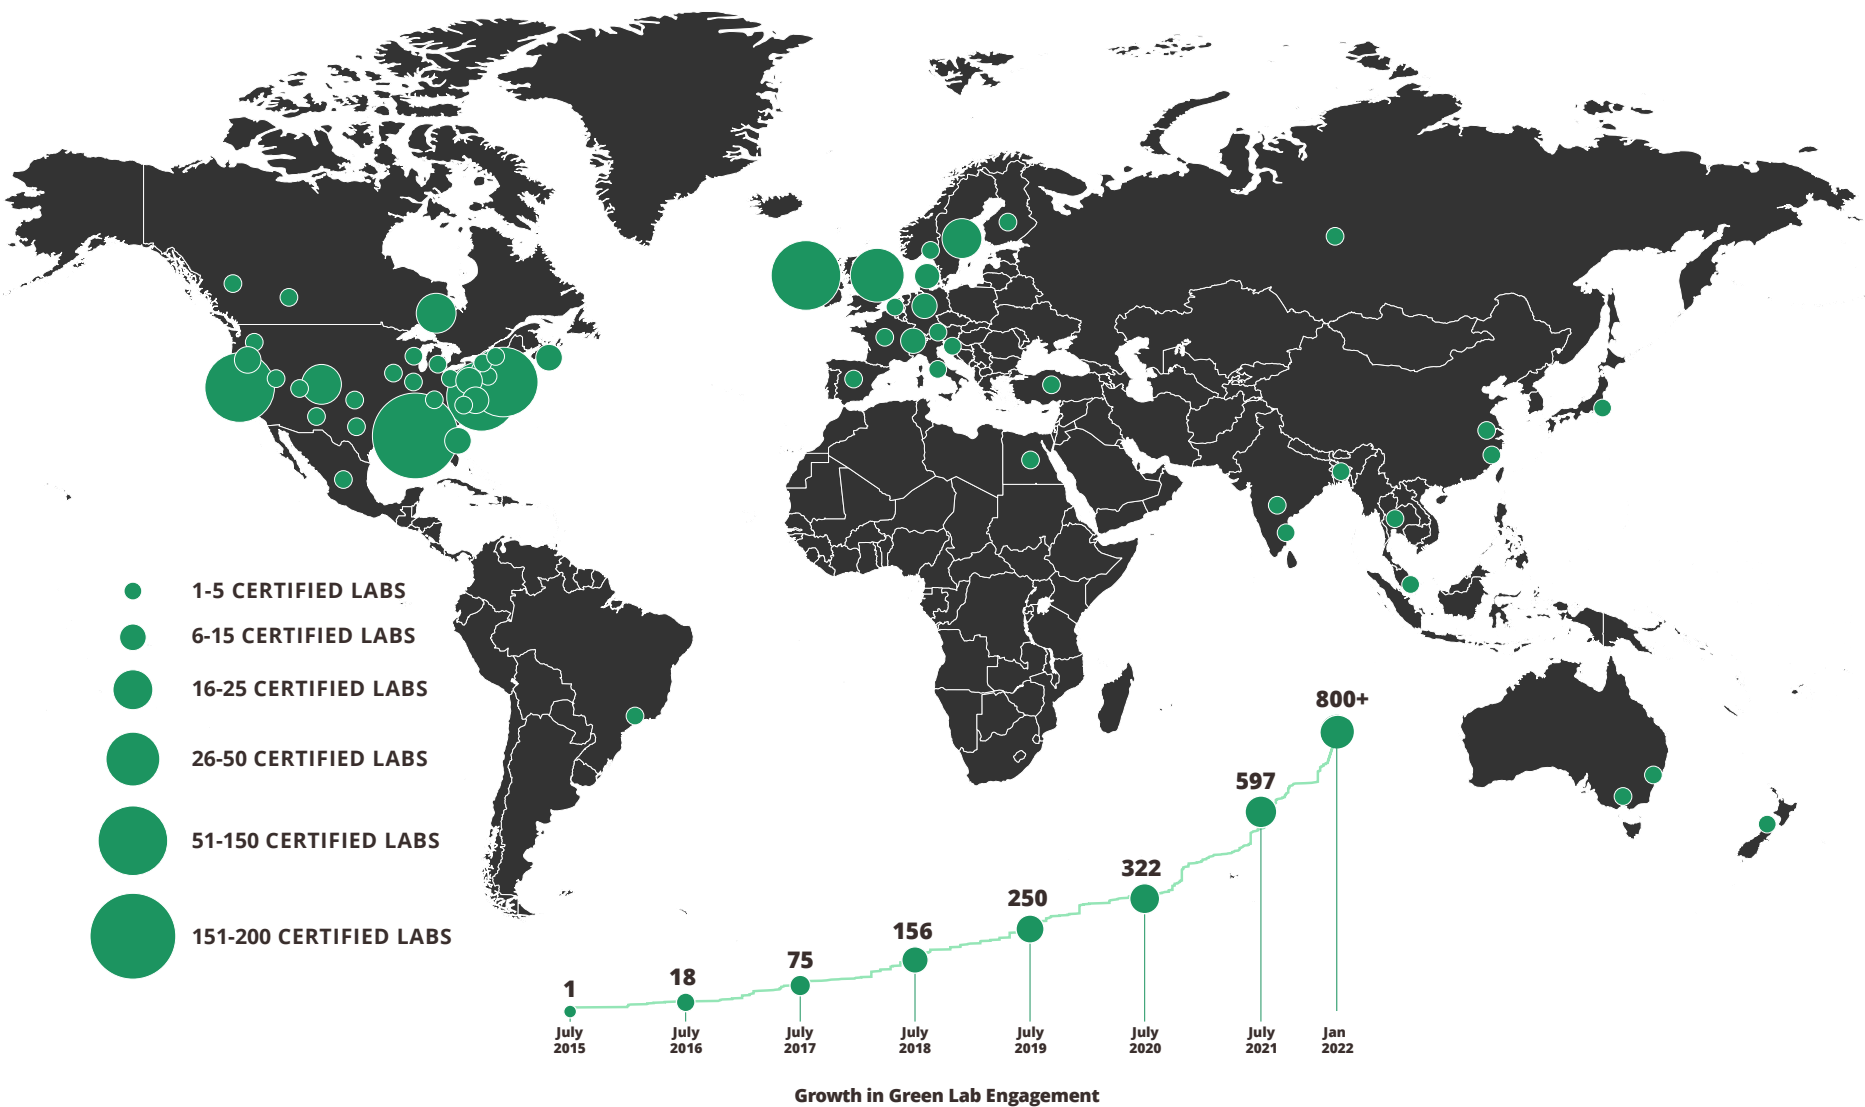 1-5 CERTIFIED LABS
6-15 CERTIFIED LABS
16-25 CERTIFIED LABS
26-50 CERTIFIED LABS
51-150 CERTIFIED LABS
151-200 CERTIFIED LABS
1
18
75
156
250
322
597
800+
July
2015
July
2016
July
2017
July
2018
July
2019
July
2020
July
2021
Jan
2022
Growth in Green Lab Engagement